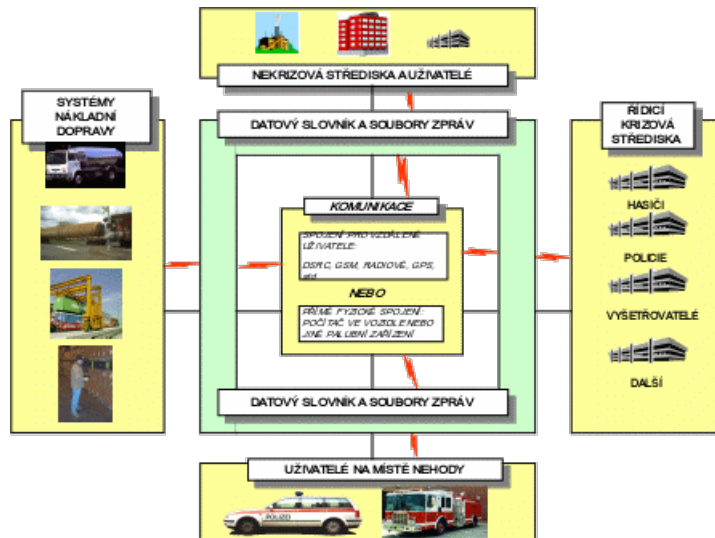 NEKRIZOVÁ STŘEDISKA A UŽIVATELÉ
SYSTÉMY
NÁKLADNÍ
DOPRAVY
DATOVÝ SLOVNÍK A SOUBORY ZPRÁV
ŘÍDICÍ
KRIZOVÁ
STŘEDISKA
HASIČI
POLICIE
VYŠETŘOVATELÉ
DALŠÍ
KOMUNIKACE
SPOJENÍ PRO VZDÁLENÉ
UŽIVATELE:
DSRC, GSM, RADIOVÉ, GPS,
atd.
NEBO
PŘÍMÉ FYZICKÉ SPOJENÍ:
POČÍTAČ VE VOZIDLE NEBO
JINÉ PALUBNÍ ZAŘÍZENÍ
DATOVÝ SLOVNÍK A SOUBORY ZPRÁV
UŽIVATELÉ NA MÍSTĚ NEHODY
POLIZEI